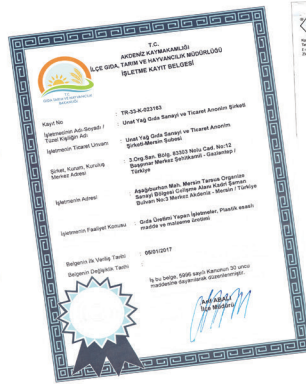 T.C.
AKDENİZ KAYMAKAMLIĞI
İLÇE GIDA, TARIM VE HAYVANCILIK MÜDÜRLÜĞÜ
İŞLETME KAYIT BELGESİ
Kayıt No : TR-33-K-023163
İşletmecinin Adı-Soyadı / Tüzel Kişiliğin Adı : Unat Yağ Gıda Sanayi ve Ticaret Anonim Şirketi
İşletmenin Ticaret Unvanı : Unat Yağ Gıda Sanayi ve Ticaret Anonim
Şirketi-Mersin Şubesi
Şirket, Kurum, Kuruluş Merkez Adresi : 3.Org.San. Bölg. 83303 Nolu Cad. No:12
Başpınar Merkez Şehitkamil - Gaziantep /
Türkiye
İşletmenin Adresi : Aşağıburhan Mah. Mersin Tarsus Organize
Sanayi Bölgesi Çalışma Alanı Kadri Şaman
Bulvarı No:3 Merkez Akdeniz - Mersin / Türkiye
İşletmenin Faaliyet Konusu : Gıda Üretimi Yapan İşletmeler, Plastik esaslı
madde ve malzeme üretimi
Belgenin İlk Veriliş Tarihi : 05/01/2017
Belgenin Değişiklik Tarihi :
İş bu belge, 5996 sayılı Kanunun 30 uncu
maddesine dayanılarak düzenlenmiştir.
İlçe Müdürü